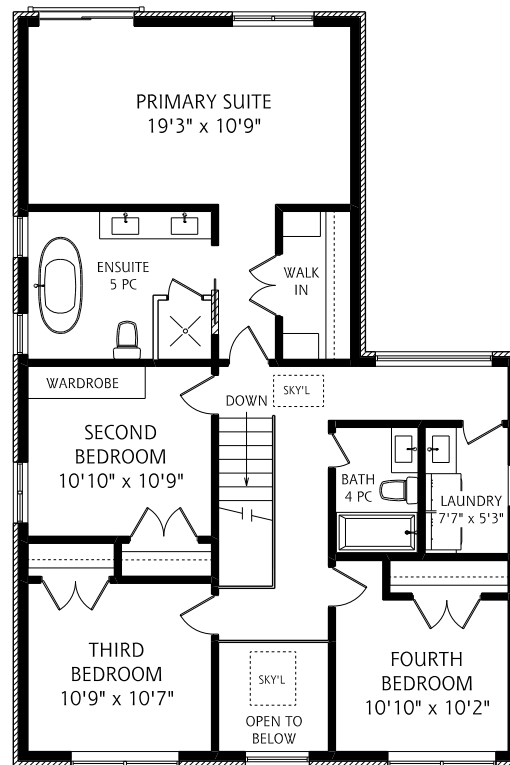 PRIMARY SUITE
19'3" x 10'9"
ENSUITE
5 PC
WALK
IN
WARDROBE
DOWN
SKY'L
SECOND
BEDROOM
10'10" x 10'9"
BATH
4 PC
LAUNDRY
7'7" x 5'3"
THIRD
BEDROOM
10'9" x 10'7"
SKY'L
OPEN TO
BELOW
FOURTH
BEDROOM
10'10" x 10'2"